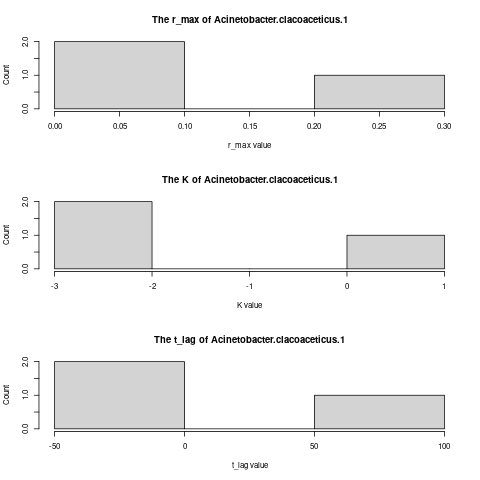 The r_max of Acinetobacter.clacoaceticus.1
Count
0.0 1.0 2.0
0.00 0.05 0.10 0.15 0.20 0.25 0.30
r_max value
The K of Acinetobacter.clacoaceticus.1
Count
0.0 1.0 2.0
-3 -2 -1 0 1
K value
The t_lag of Acinetobacter.clacoaceticus.1
Count
0.0 1.0 2.0
-50 0 50 100
t_lag value